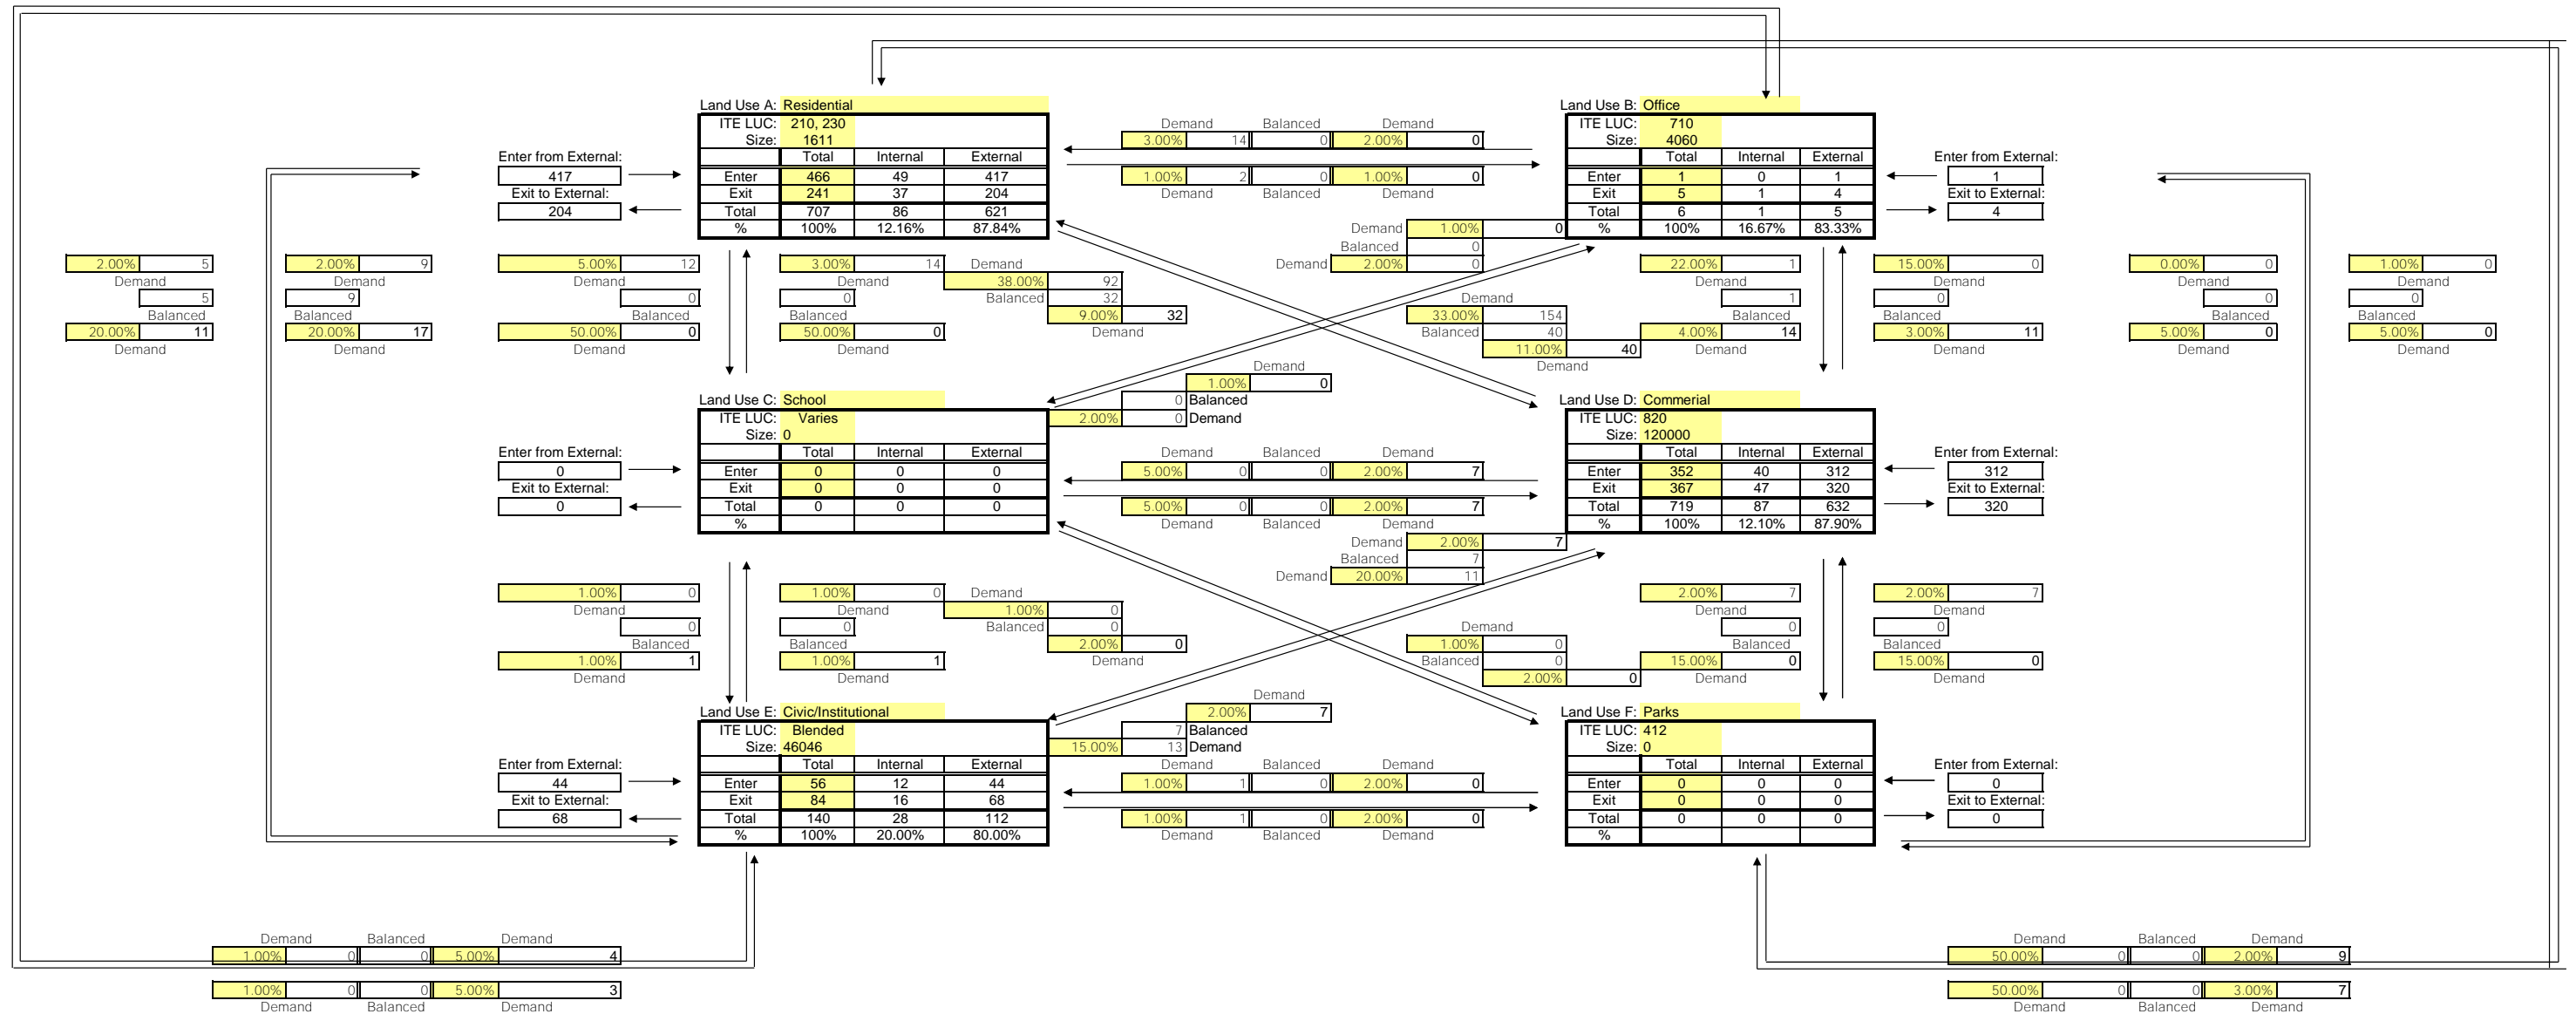 Land Use A: Residential Land Use B: Office
ITE LUC: 210, 230 Demand Balanced Demand ITE LUC: 710
Size: 1611 3.00% 14 0 2.00% 0 Size: 4060
Enter from External: Total Internal External Total Internal External Enter from External:
417 Enter 466 49 417 1.00% 2 0 1.00% 0 Enter 1 0 1 1
Exit to External: Exit 241 37 204 Demand Balanced Demand Exit 5 1 4 Exit to External:
204 Total 707 86 621 Total 6 1 5 4
% 100% 12.16% 87.84% Demand 1.00% 0 % 100% 16.67% 83.33%
Balanced 0
2.00% 5 2.00% 9 5.00% 12 3.00% 14 Demand Demand 2.00% 0 22.00% 1 15.00% 0 0.00% 0 1.00% 0
Demand Demand Demand Demand 38.00% 92 Demand Demand Demand Demand
5 9 0 0 Balanced 32 Demand 1 0 0 0
Balanced Balanced Balanced Balanced 9.00% 32 33.00% 154 Balanced Balanced Balanced Balanced
20.00% 11 20.00% 17 50.00% 0 50.00% 0 Demand Balanced 40 4.00% 14 3.00% 11 5.00% 0 5.00% 0
Demand Demand Demand Demand 11.00% 40 Demand Demand Demand Demand
Demand Demand
1.00% 0
Land Use C: School 0 Balanced Land Use D: Commerial
ITE LUC: Varies 2.00% 0 Demand ITE LUC: 820
Size: 0 Size: 120000
Enter from External: Total Internal External Demand Balanced Demand Total Internal External Enter from External:
0 Enter 0 0 0 5.00% 0 0 2.00% 7 Enter 352 40 312 312
Exit to External: Exit 0 0 0 Exit 367 47 320 Exit to External:
0 Total 0 0 0 5.00% 0 0 2.00% 7 Total 719 87 632 320
% Demand Balanced Demand % 100% 12.10% 87.90%
Demand 2.00% 7
Balanced 7
Demand 20.00% 11
1.00% 0 1.00% 0 Demand 2.00% 7 2.00% 7
Demand Demand 1.00% 0 Demand Demand
0 0 Balanced 0 Demand 0 0
Balanced Balanced 2.00% 0 1.00% 0 Balanced Balanced
1.00% 1 1.00% 1 Demand Balanced 0 15.00% 0 15.00% 0
Demand Demand 2.00% 0 Demand Demand
Demand
Land Use E: Civic/Institutional 2.00% 7 Land Use F: Parks
ITE LUC: Blended 7 Balanced ITE LUC: 412
Size: 46046 15.00% 13 Demand Size: 0
Enter from External: Total Internal External Demand Balanced Demand Total Internal External Enter from External:
44 Enter 56 12 44 1.00% 1 0 2.00% 0 Enter 0 0 0 0
Exit to External: Exit 84 16 68 Exit 0 0 0 Exit to External:
68 Total 140 28 112 1.00% 1 0 2.00% 0 Total 0 0 0 0
% 100% 20.00% 80.00% Demand Balanced Demand %
Demand Balanced Demand Demand Balanced Demand
1.00% 0 0 5.00% 4 50.00% 0 0 2.00% 9
1.00% 0 0 5.00% 3 50.00% 0 0 3.00% 7
Demand Balanced Demand Demand Balanced Demand